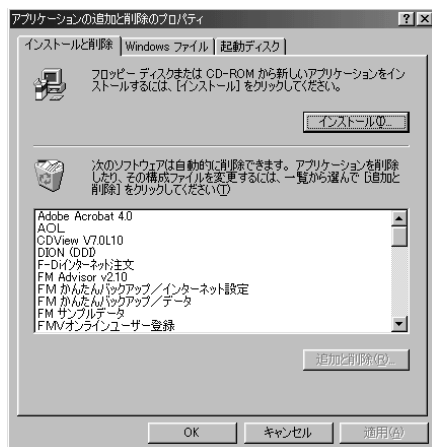 アプリケーションの追加と削除のプロパティ
インストールと削除 Windows ファイル 起動ディスク
フロッピー ディスクまたは CD-ROM から新しいアプリケーションをイン
ストールするには、[インストール] をクリックしてください。
インストール(I)...
次のソフトウェアは自動的に削除できます。アプリケーションを削除
したり、その構成ファイルを変更するには、一覧から選んで [追加と
削除] をクリックしてください(T)
Adobe Acrobat 4.0
AOL
CDView V7.0L10
DION (DDI)
F-Diインターネット注文
FM Advisor v2.10
FM かんたんバックアップ/インターネット設定
FM かんたんバックアップ/データ
FM サンプルデータ
FMVオンラインユーザー登録
追加と削除(R)...
OK キャンセル 適用(A)